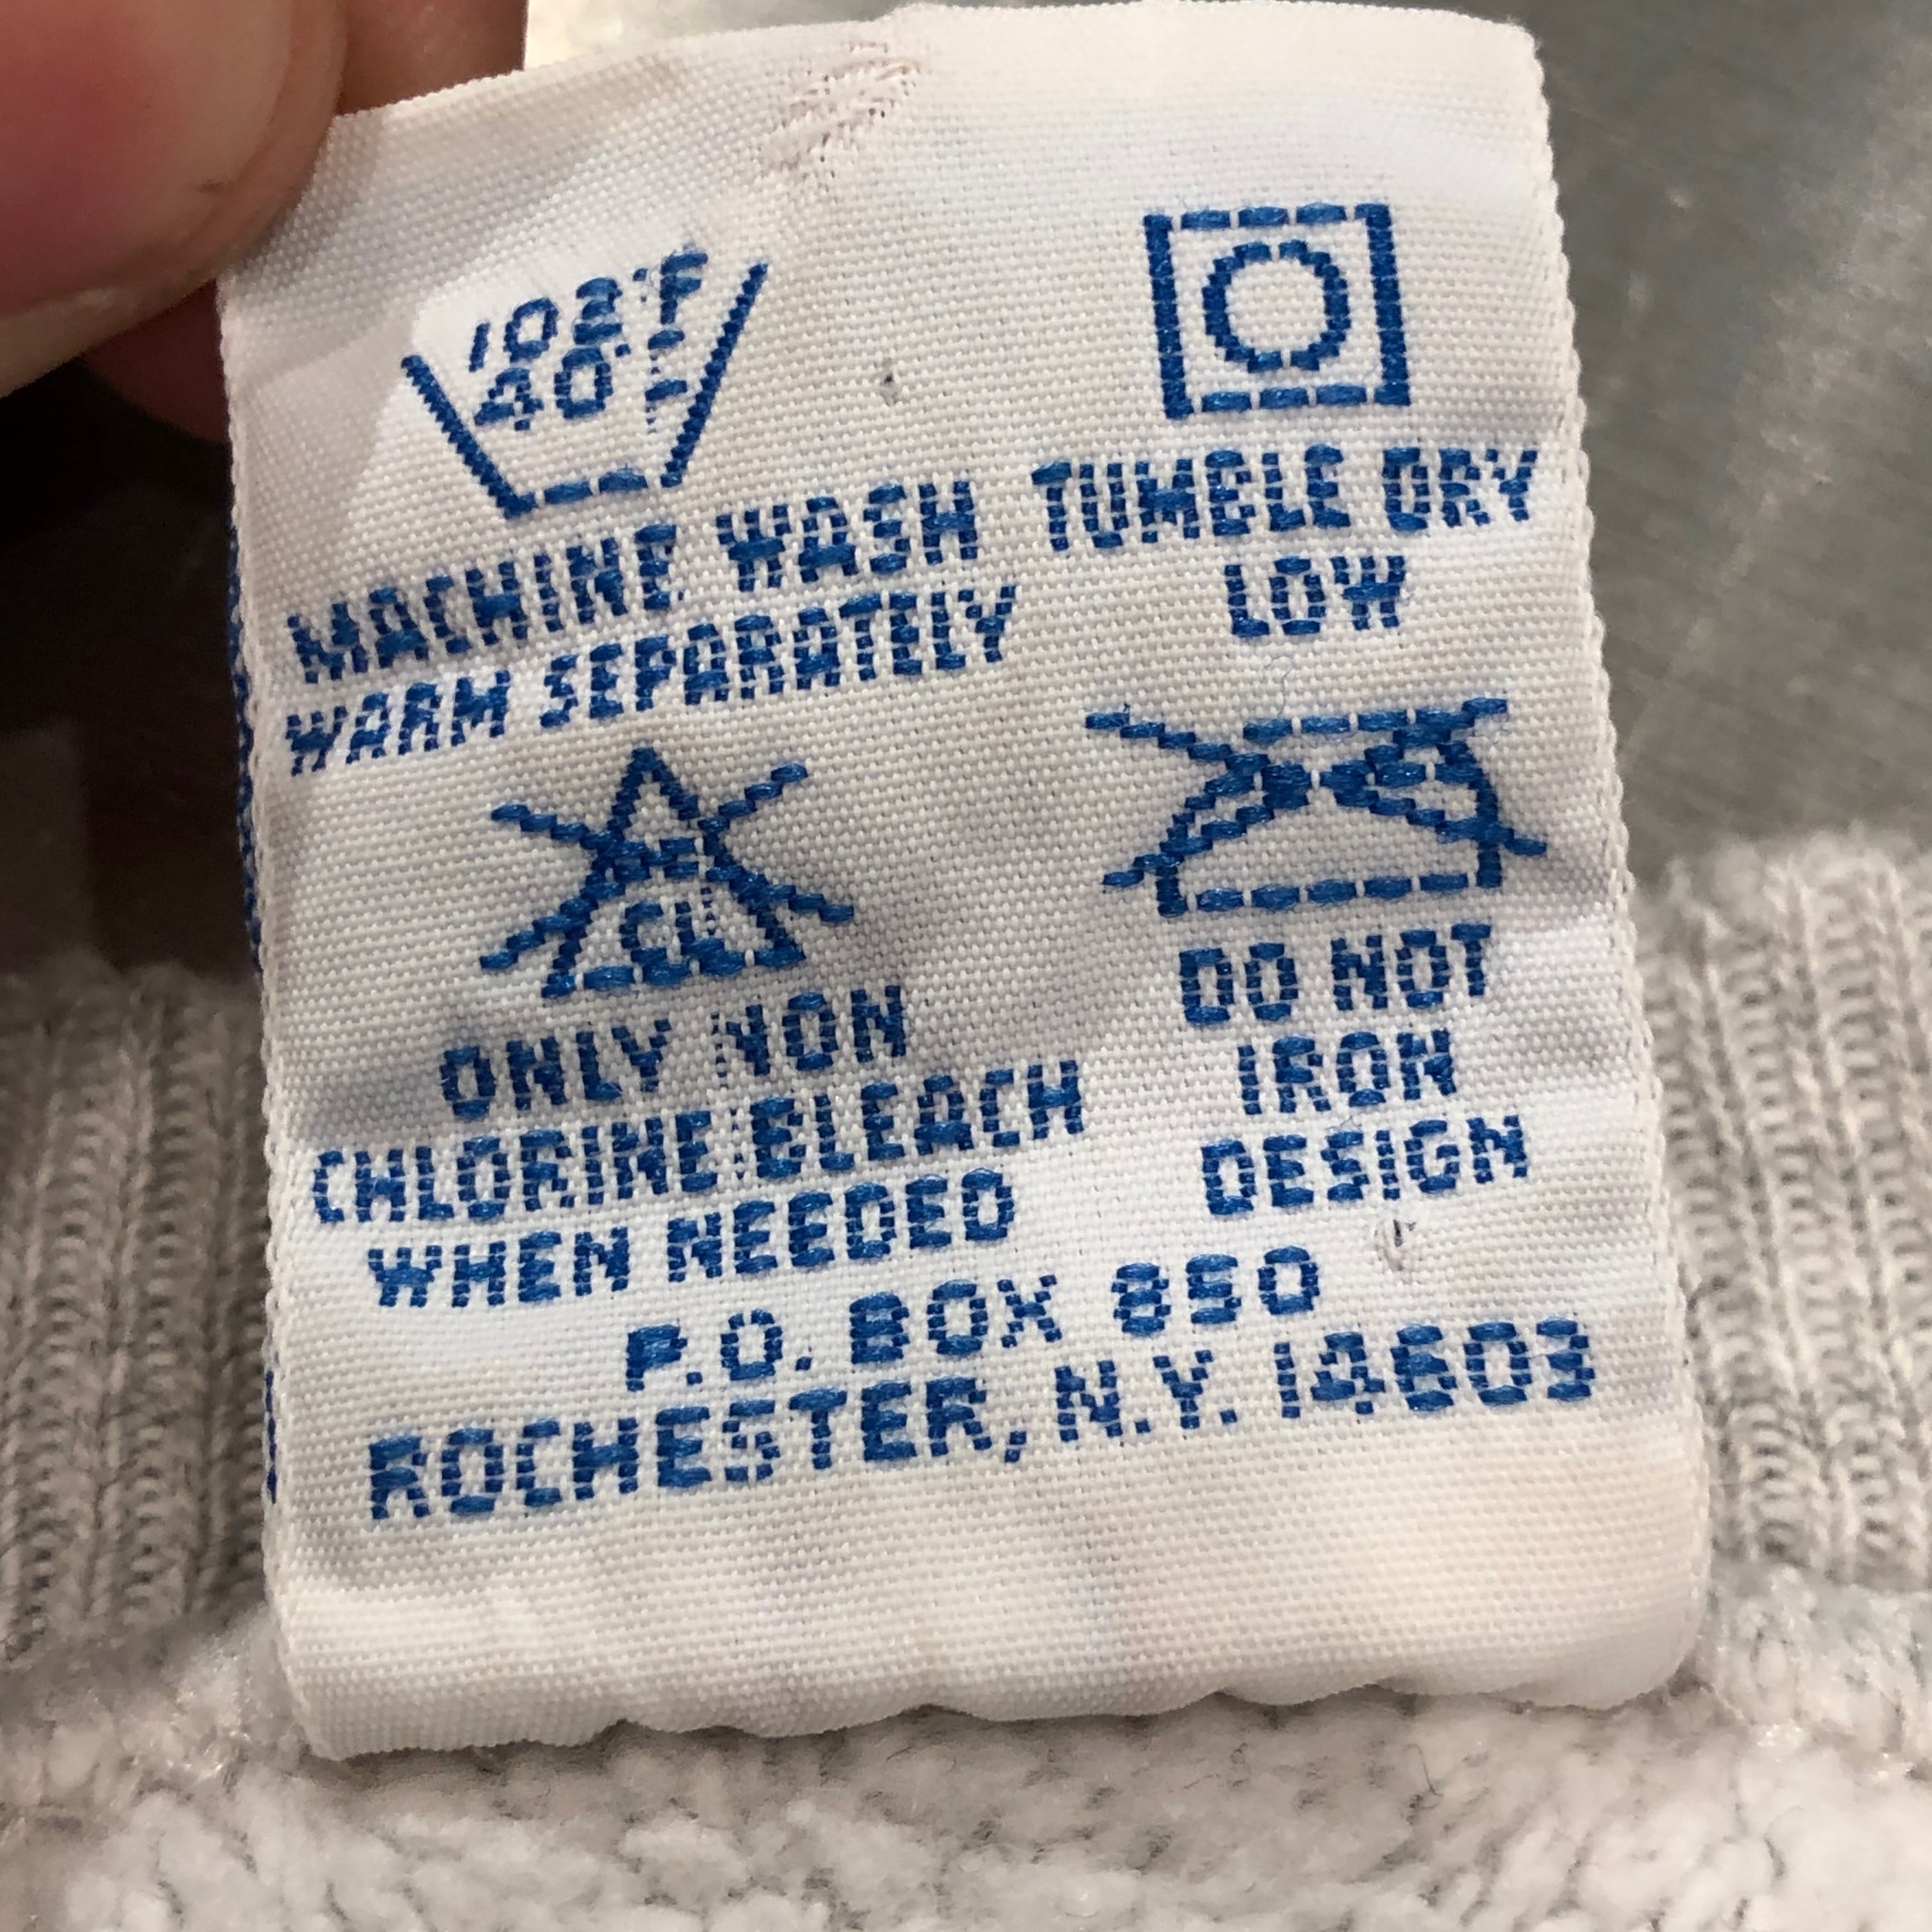 102°F
40°
MACHINE WASH
WARM SEPARATELY
TUMBLE DRY
LOW
CL
ONLY NON
CHLORINE BLEACH
WHEN NEEDED
DO NOT
IRON
DESIGN
P.O. BOX 850
ROCHESTER, N.Y. 14603